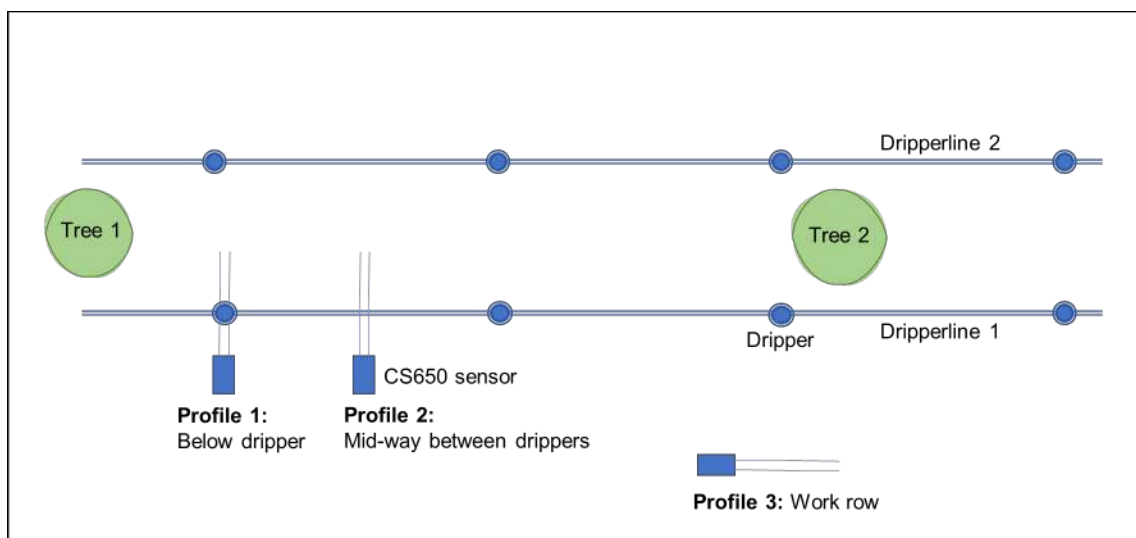 Dripperline 2
Tree 1
Tree 2
Dripperline 1
Dripper
CS650 sensor
Profile 1:
Below dripper
Profile 2:
Mid-way between drippers
Profile 3: Work row